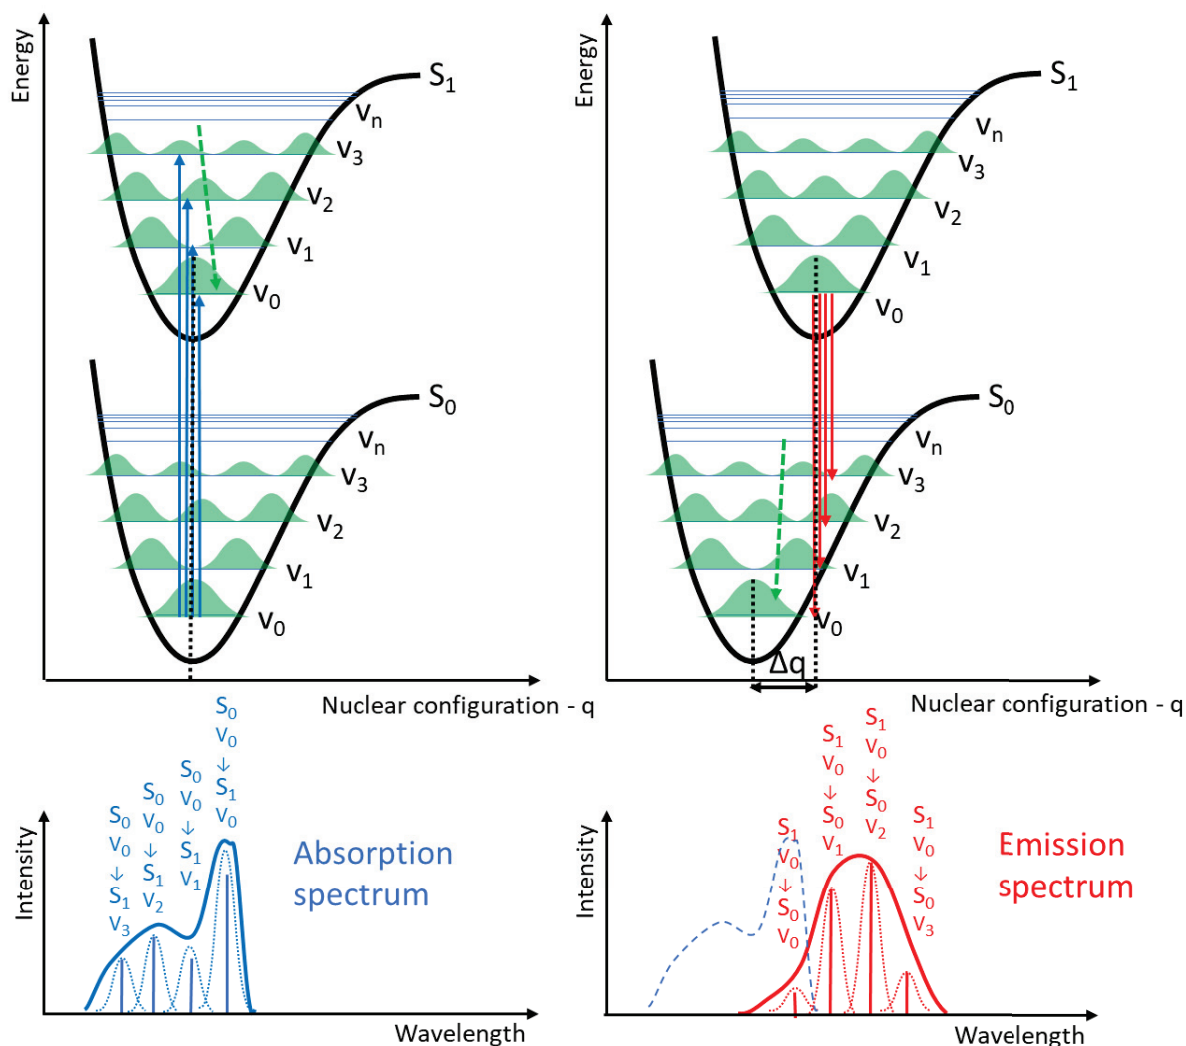 Energy
S₁
vₙ
v₃
v₂
v₁
v₀
S₀
vₙ
v₃
v₂
v₁
v₀
Nuclear configuration - q
Energy
S₁
vₙ
v₃
v₂
v₁
v₀
S₀
vₙ
v₃
v₂
v₁
v₀
Δq
Nuclear configuration - q
Intensity
S₀
v₀
↓
S₁
v₃
S₀
v₀
↓
S₁
v₂
S₀
v₀
↓
S₁
v₁
S₀
v₀
↓
S₁
v₀
Absorption
spectrum
Wavelength
Intensity
S₁
v₀
↓
S₀
v₀
S₁
v₀
↓
S₀
v₁
S₁
v₀
↓
S₀
v₂
S₁
v₀
↓
S₀
v₃
Emission
spectrum
Wavelength